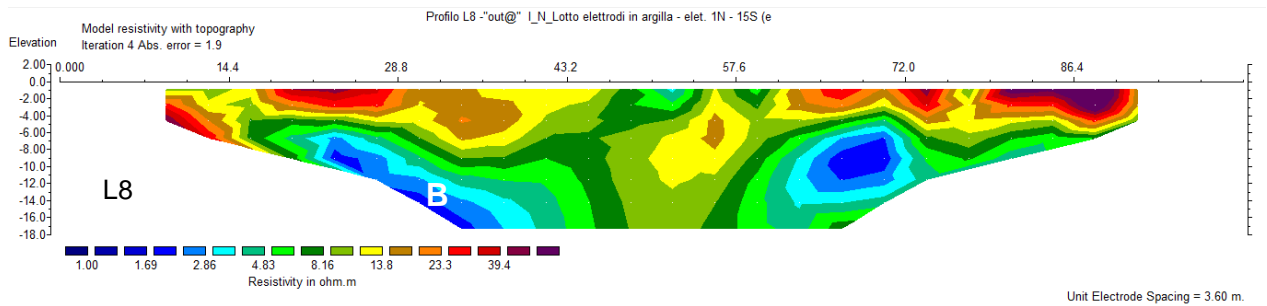 Profilo L8 -"out@" I_N_Lotto elettrodi in argilla - elet. 1N - 15S (e
Model resistivity with topography
Iteration 4 Abs. error = 1.9
Elevation
0.000 14.4 28.8 43.2 57.6 72.0 86.4
2.00
0.0
-2.00
-4.00
-6.00
-8.00
-10.0
-12.0
-14.0
-16.0
-18.0
L8
B
1.00 1.69 2.86 4.83 8.16 13.8 23.3 39.4
Resistivity in ohm.m
Unit Electrode Spacing = 3.60 m.